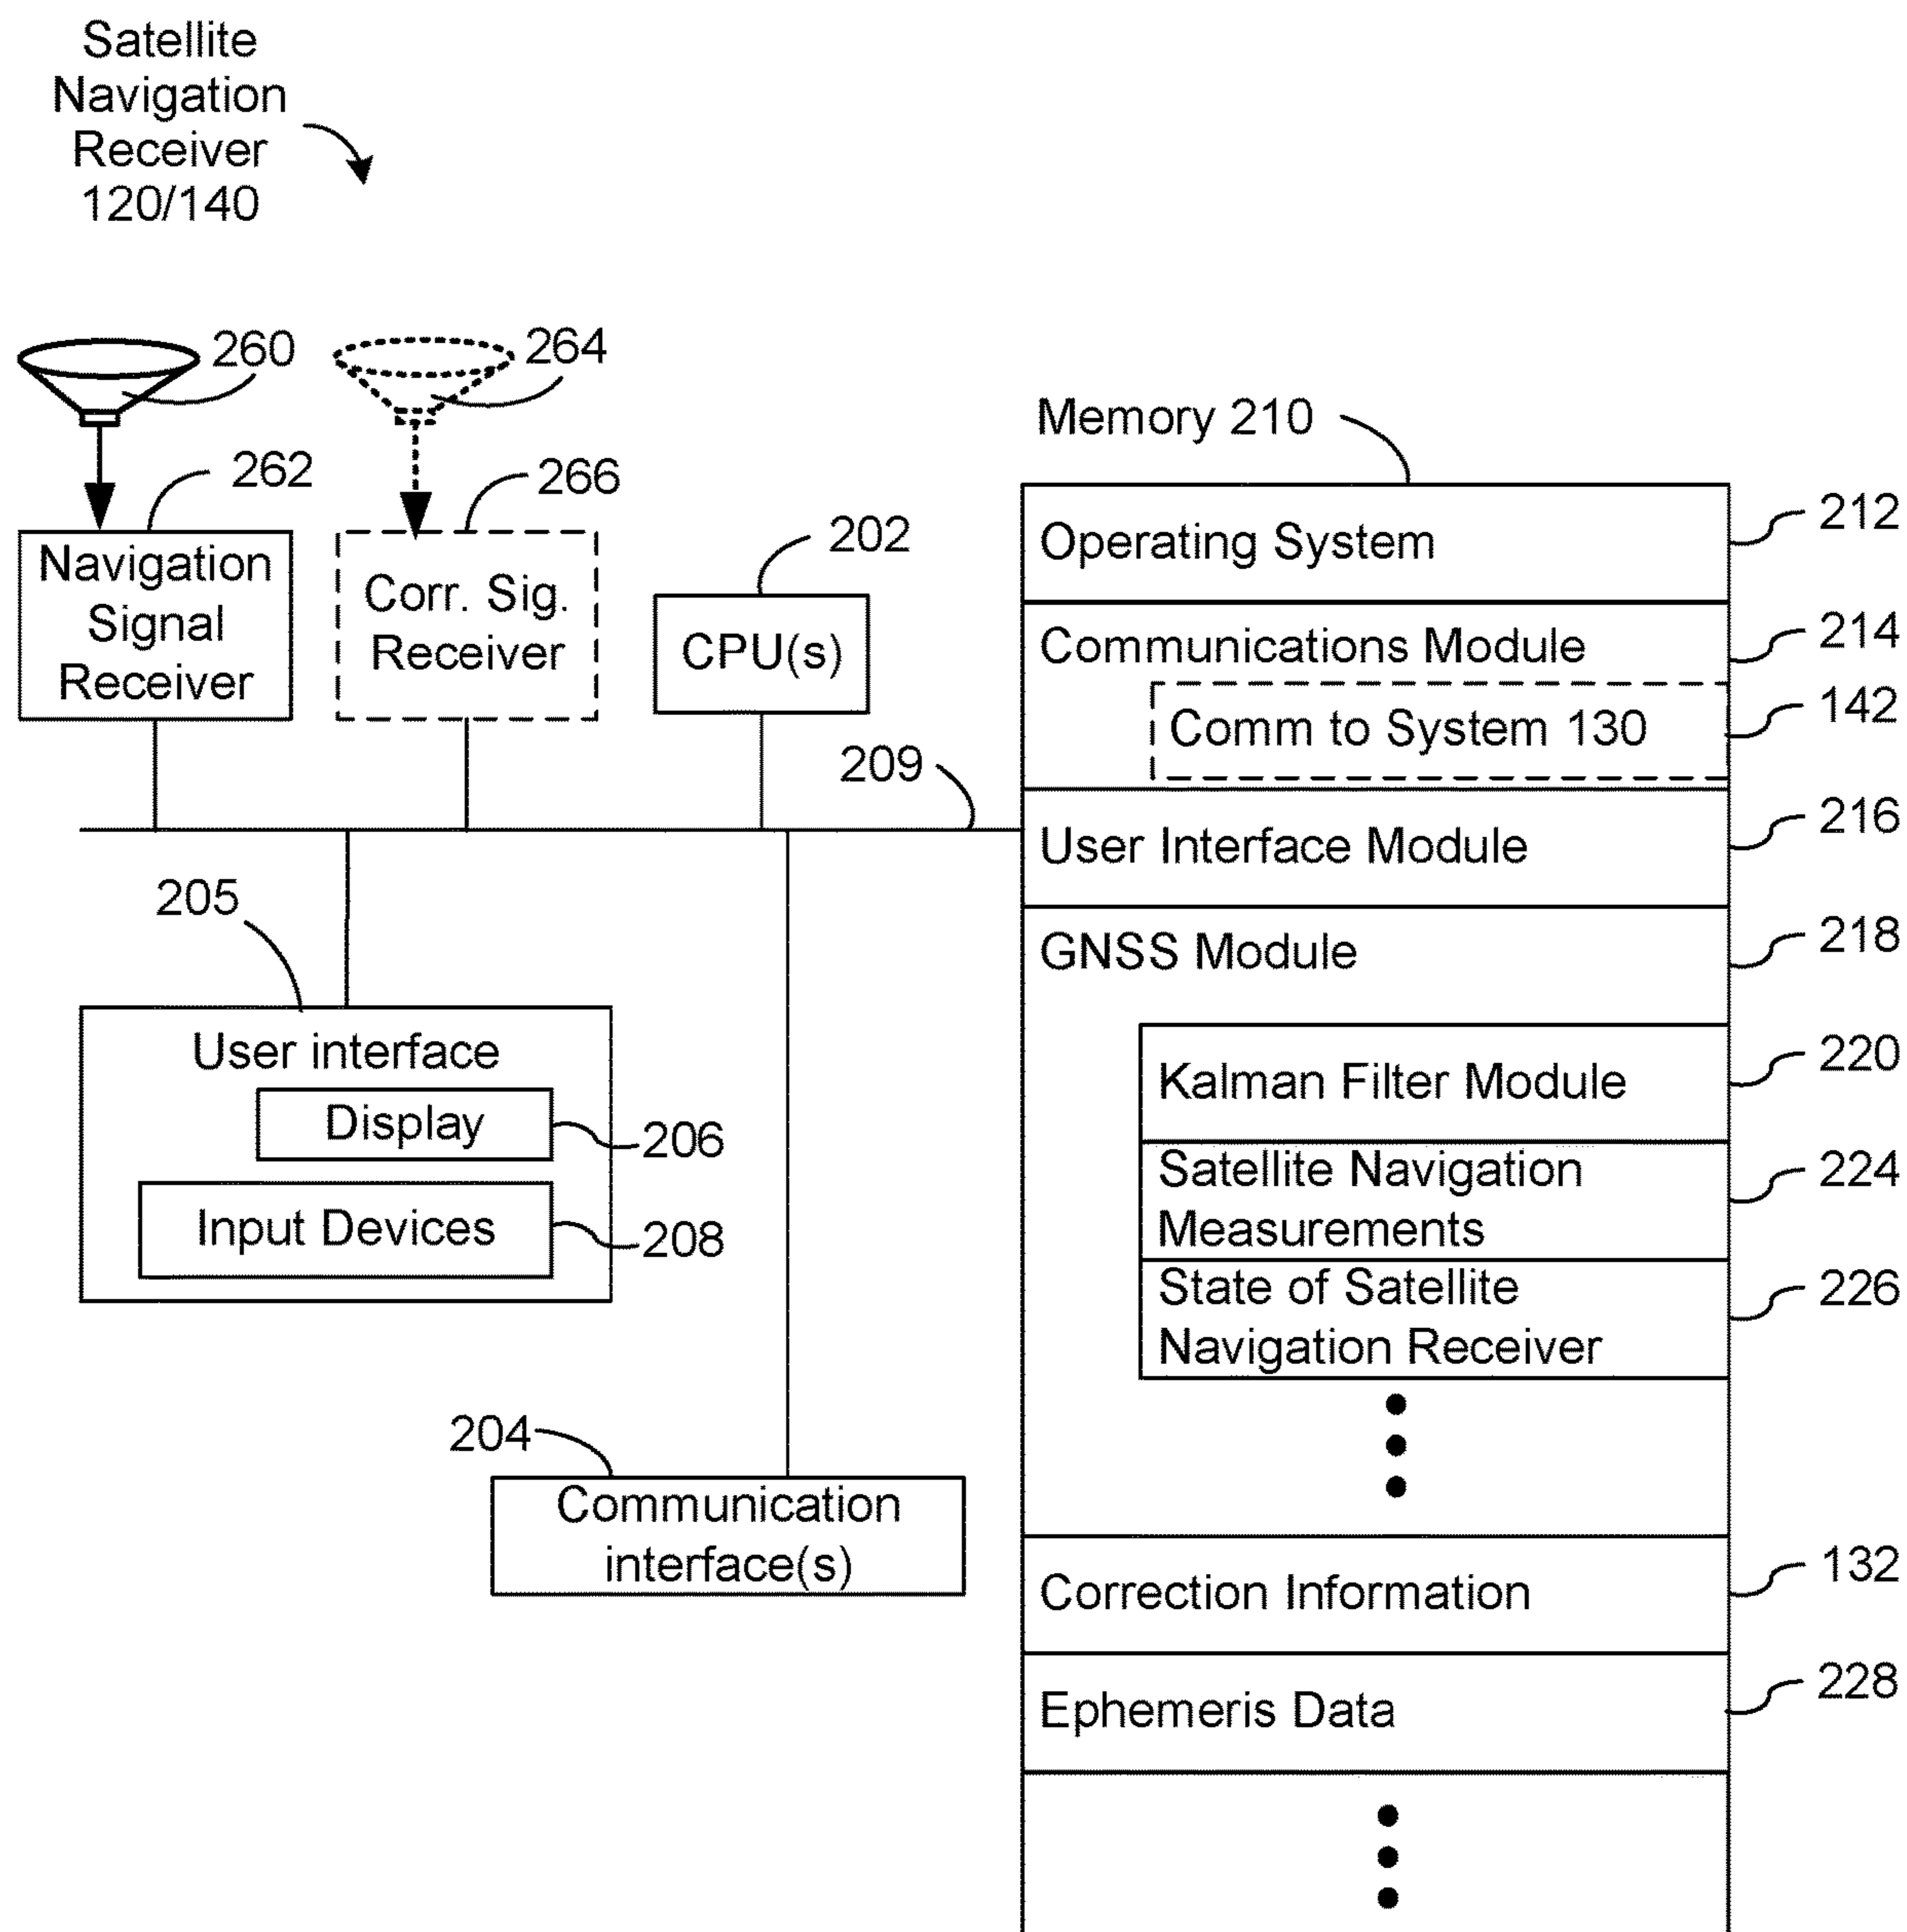 Satellite
Navigation
Receiver
120/140
260
264
262
266
Navigation
Signal
Receiver
Corr. Sig.
Receiver
202
CPU(s)
209
205
User interface
Display
206
Input Devices
208
204
Communication
interface(s)
Memory 210
Operating System
212
Communications Module
214
Comm to System 130
142
User Interface Module
216
GNSS Module
218
Kalman Filter Module
220
Satellite Navigation
Measurements
224
State of Satellite
Navigation Receiver
226
Correction Information
132
Ephemeris Data
228